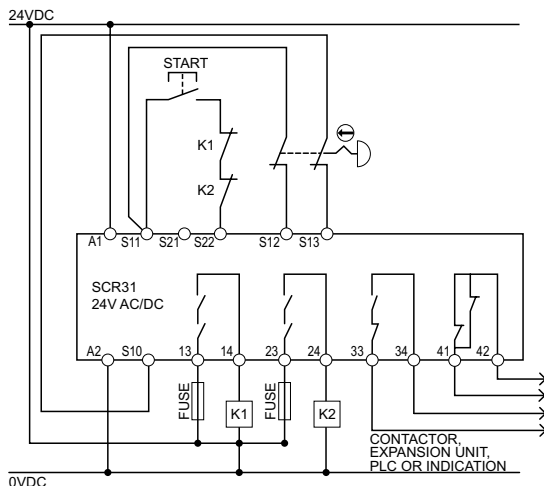 24VDC
START
K1
K2
A1 S11 S21 S22 S12 S13
SCR31
24V AC/DC
A2 S10 13 14 23 24 33 34 41 42
FUSE K1 FUSE K2
CONTACTOR,
EXPANSION UNIT,
PLC OR INDICATION
0VDC